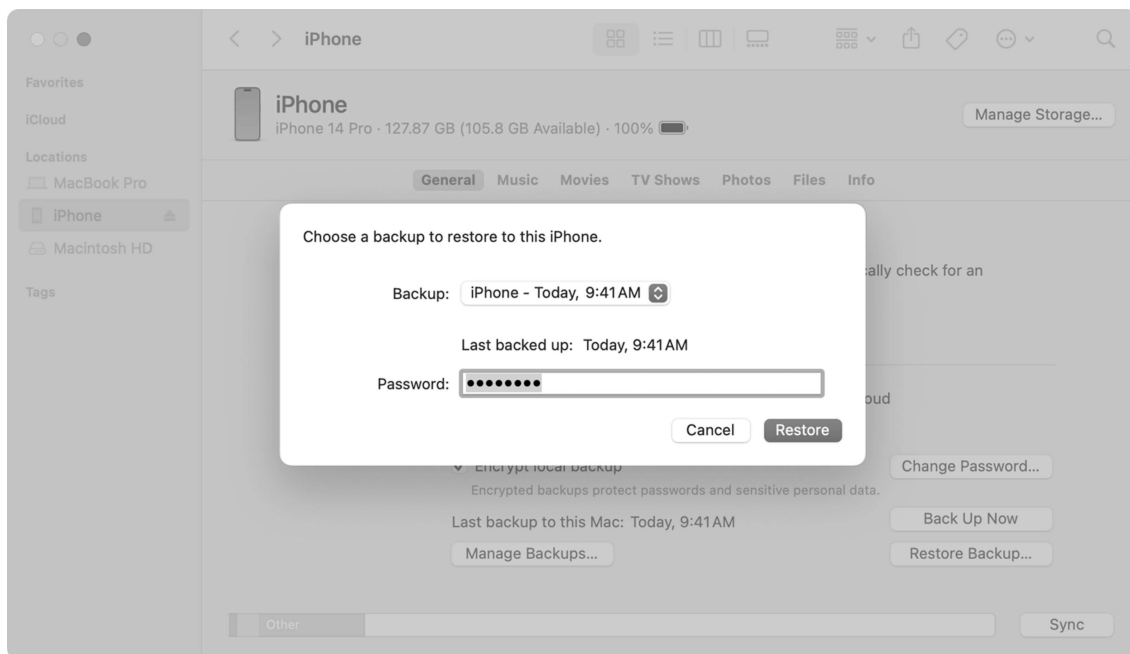 iPhone
Favorites
iCloud
Locations
MacBook Pro
iPhone
Macintosh HD
Tags
iPhone
iPhone 14 Pro · 127.87 GB (105.8 GB Available) · 100%
Manage Storage...
General Music Movies TV Shows Photos Files Info
Choose a backup to restore to this iPhone.
ally check for an
Backup: iPhone - Today, 9:41 AM
Last backed up: Today, 9:41 AM
Password: ••••••••
oud
Cancel Restore
Encrypt local backup
Change Password...
Encrypted backups protect passwords and sensitive personal data.
Last backup to this Mac: Today, 9:41 AM
Back Up Now
Manage Backups...
Restore Backup...
Other
Sync